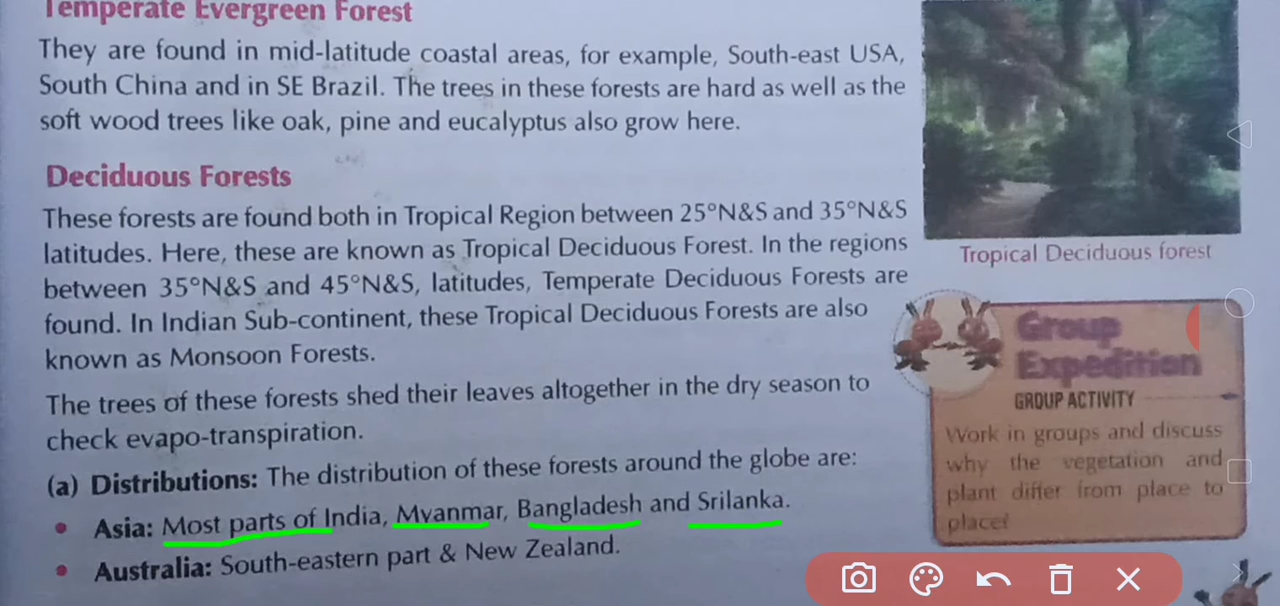 Temperate Evergreen Forest
They are found in mid-latitude coastal areas, for example, South-east USA,
South China and in SE Brazil. The trees in these forests are hard as well as the
soft wood trees like oak, pine and eucalyptus also grow here.
Deciduous Forests
These forests are found both in Tropical Region between 25°N&S and 35°N&S
latitudes. Here, these are known as Tropical Deciduous Forest. In the regions
between 35°N&S and 45°N&S, latitudes, Temperate Deciduous Forests are
found. In Indian Sub-continent, these Tropical Deciduous Forests are also
known as Monsoon Forests.
The trees of these forests shed their leaves altogether in the dry season to
check evapo-transpiration.
(a) Distributions: The distribution of these forests around the globe are:
• Asia: Most parts of India, Myanmar, Bangladesh and Srilanka.
• Australia: South-eastern part & New Zealand.
Tropical Deciduous forest
Group
Expedition
GROUP ACTIVITY
Work in groups and discuss
why the vegetation and
plant differ from place to
place?